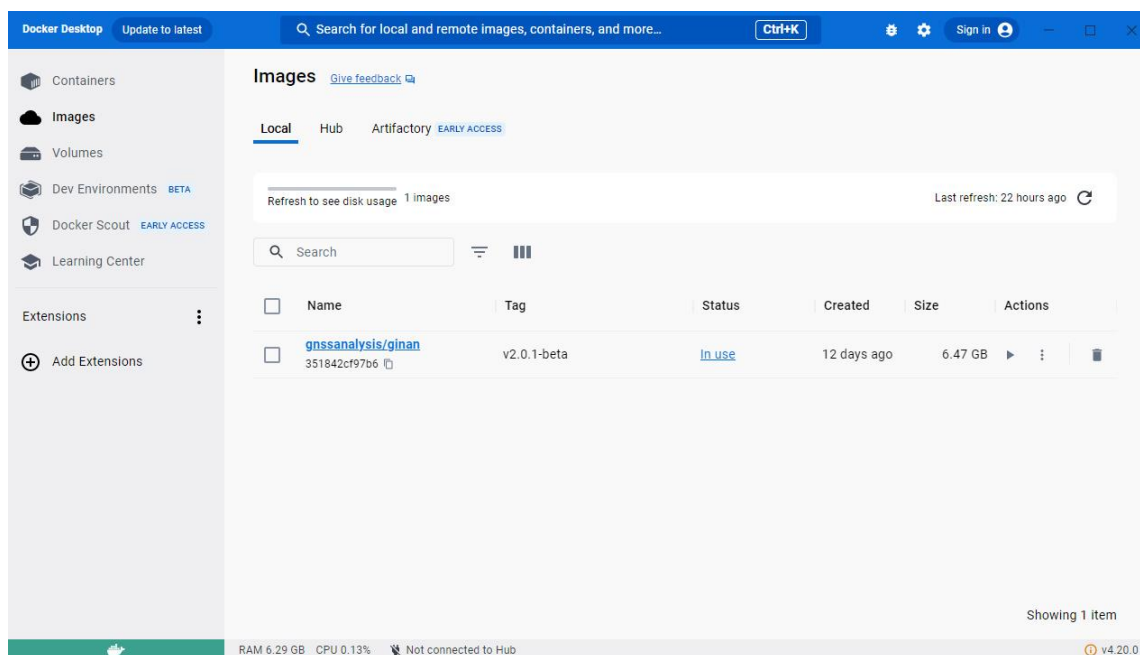 Docker Desktop Update to latest Search for local and remote images, containers, and more... Ctrl+K Sign in
Containers
Images
Volumes
Dev Environments BETA
Docker Scout EARLY ACCESS
Learning Center
Extensions
Add Extensions
Images Give feedback
Local Hub Artifactory EARLY ACCESS
Refresh to see disk usage 1 images Last refresh: 22 hours ago
Search
Name Tag Status Created Size Actions
gnssanalysis/ginan v2.0.1-beta In use 12 days ago 6.47 GB
351842cf97b6
Showing 1 item
RAM 6.29 GB CPU 0.13% Not connected to Hub v4.20.0